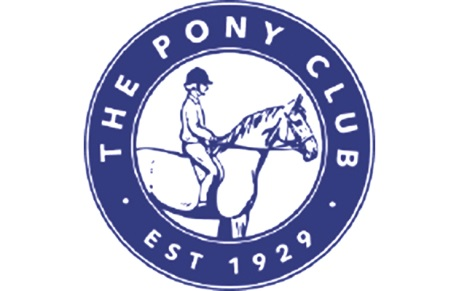 THE PONY CLUB
EST 1929